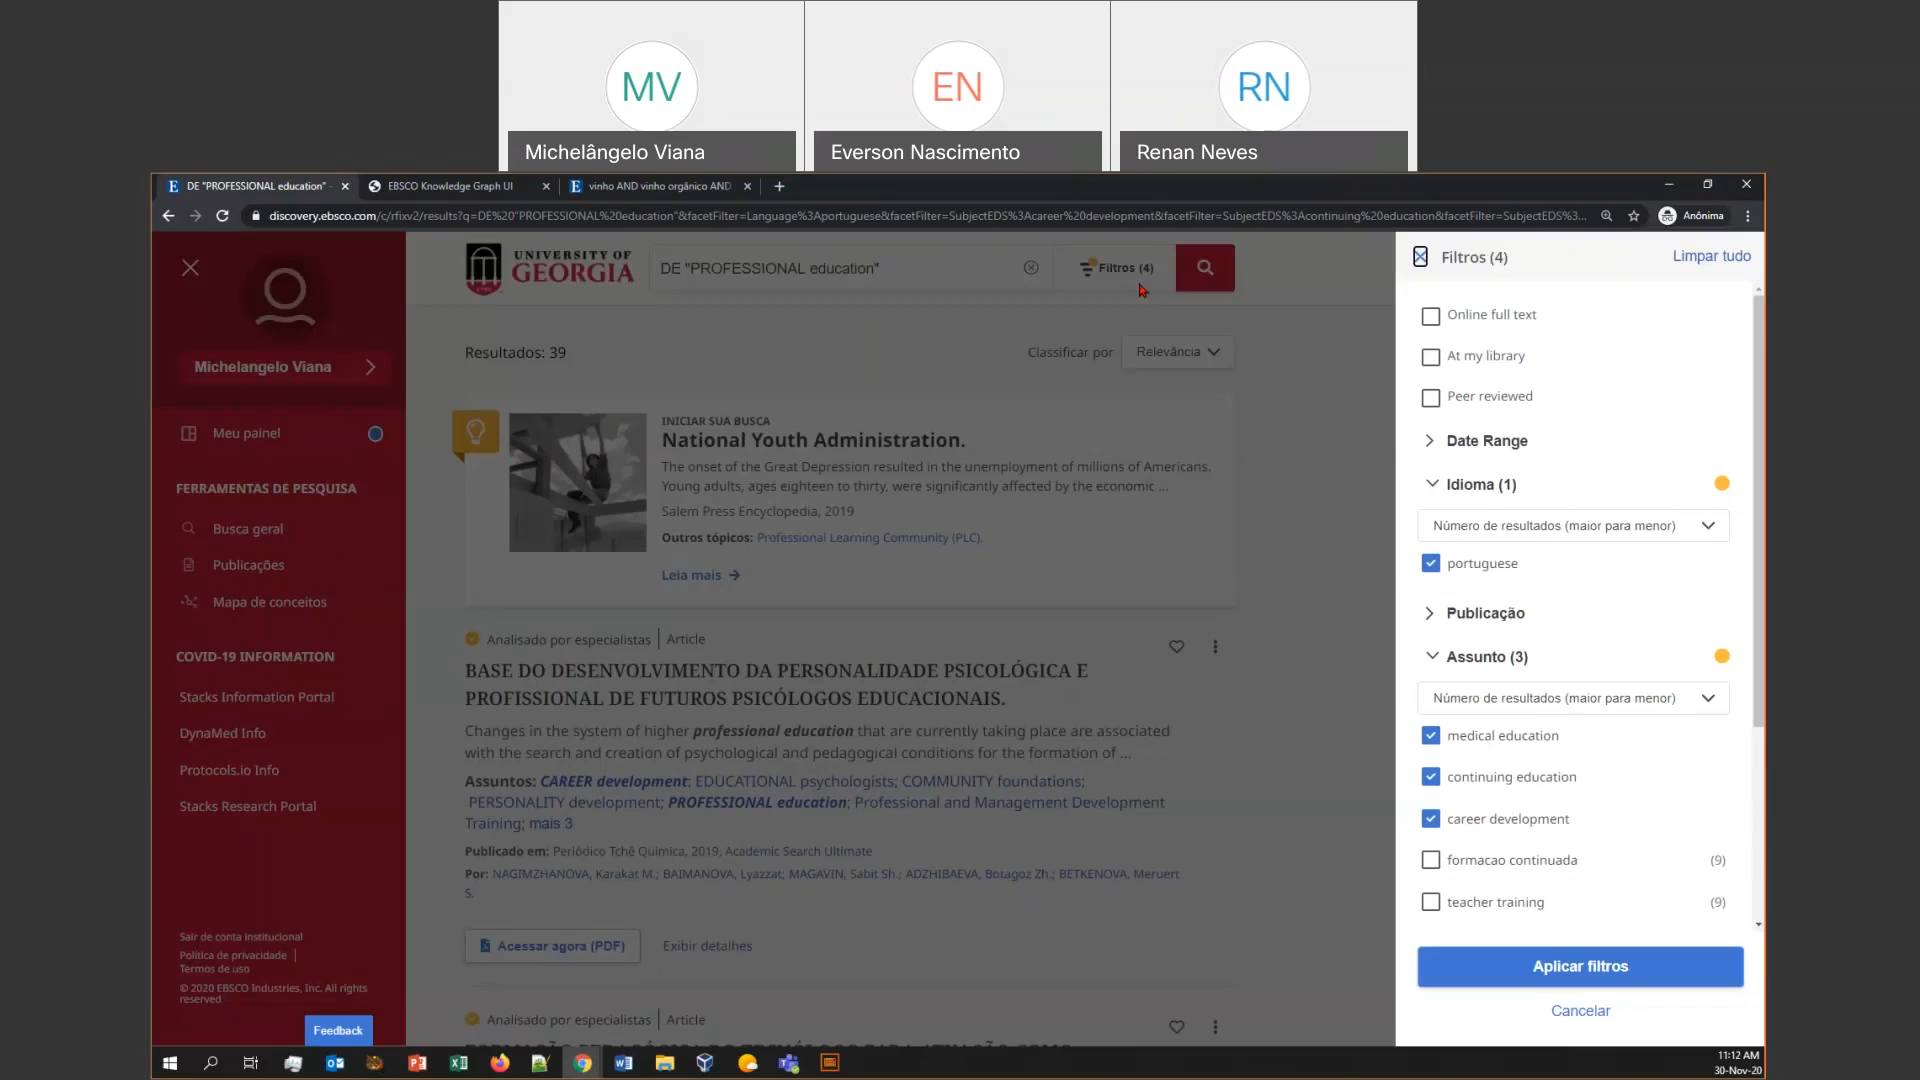 MV
EN
RN
Michelângelo Viana
Everson Nascimento
Renan Neves
DE "PROFESSIONAL education" -
EBSCO Knowledge Graph UI
vinho AND vinho orgânico AND
discovery.ebsco.com/c/rfixv2/results?q=DE%20"PROFESSIONAL%20education"&facetFilter=Language%3Aportuguese&facetFilter=SubjectEDS%3Acareer%20development&facetFilter=SubjectEDS%3Acontinuing%20education&facetFilter=SubjectEDS%3...
Anônima
Michelangelo Viana
Meu painel
FERRAMENTAS DE PESQUISA
Busca geral
Publicações
Mapa de conceitos
COVID-19 INFORMATION
Stacks Information Portal
DynaMed Info
Protocols.io Info
Stacks Research Portal
Sair de conta institucional
Política de privacidade
Termos de uso
© 2020 EBSCO Industries, Inc. All rights
reserved
Feedback
UNIVERSITY OF
GEORGIA
DE "PROFESSIONAL education"
Filtros (4)
Resultados: 39
Classificar por
Relevância
INICIAR SUA BUSCA
National Youth Administration.
The onset of the Great Depression resulted in the unemployment of millions of Americans.
Young adults, ages eighteen to thirty, were significantly affected by the economic ...
Salem Press Encyclopedia, 2019
Outros tópicos: Professional Learning Community (PLC).
Leia mais
Analisado por especialistas | Article
BASE DO DESENVOLVIMENTO DA PERSONALIDADE PSICOLÓGICA E
PROFISSIONAL DE FUTUROS PSICÓLOGOS EDUCACIONAIS.
Changes in the system of higher professional education that are currently taking place are associated
with the search and creation of psychological and pedagogical conditions for the formation of ...
Assuntos: CAREER development; EDUCATIONAL psychologists; COMMUNITY foundations;
PERSONALITY development; PROFESSIONAL education; Professional and Management Development
Training; mais 3
Publicado em: Periódico Tchê Química, 2019, Academic Search Ultimate
Por: NAGIMZHANOVA, Karakat M.; BAIMANOVA, Lyazzat; MAGAVIN, Sabit Sh.; ADZHIBAEVA, Botagoz Zh.; BETKENOVA, Meruert
S.
Acessar agora (PDF)
Exibir detalhes
Analisado por especialistas | Article
Filtros (4)
Limpar tudo
Online full text
At my library
Peer reviewed
Date Range
Idioma (1)
Número de resultados (maior para menor)
portuguese
Publicação
Assunto (3)
Número de resultados (maior para menor)
medical education
continuing education
career development
formacao continuada (9)
teacher training (9)
Aplicar filtros
Cancelar
11:12 AM
30-Nov-20